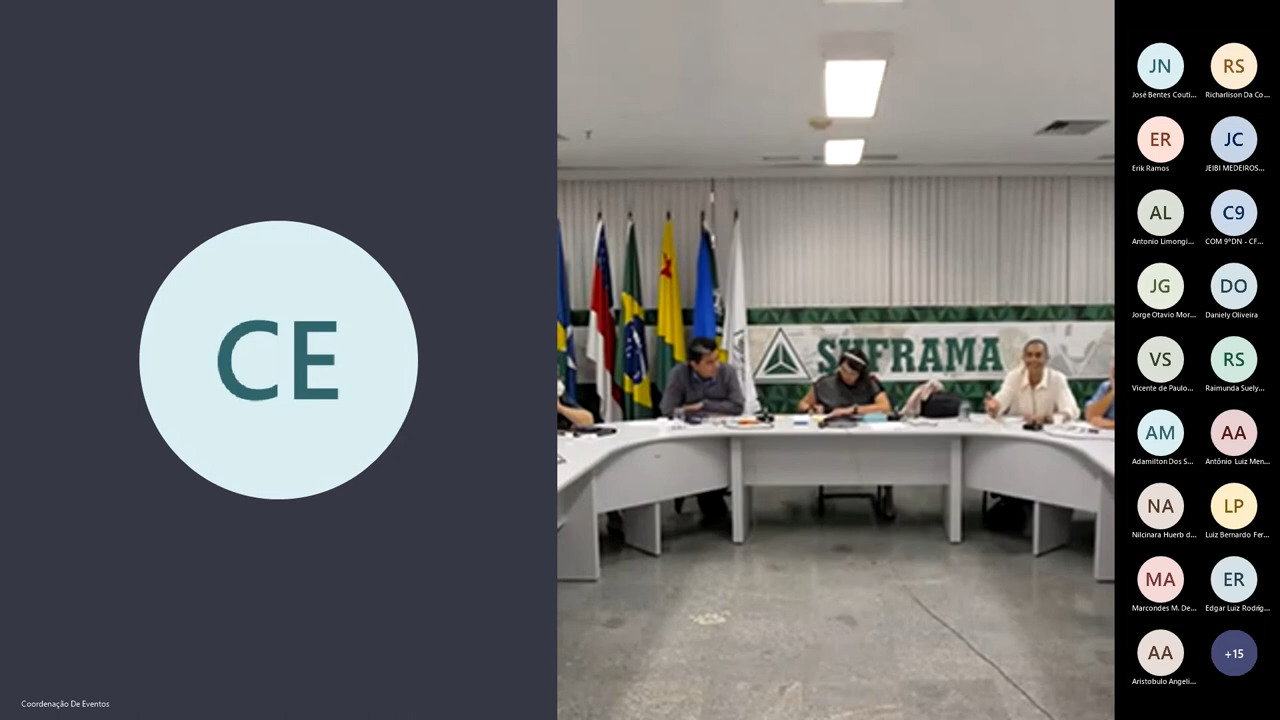 CE
Coordenação De Eventos
SUFRAMA
JN
José Bentes Couti...
RS
Richarlison Da Co...
ER
Erik Ramos
JC
JEIBI MEDEIROS...
AL
Antonio Limongi...
C9
COM 9ºDN - CF...
JG
Jorge Otavio Mor...
DO
Daniely Oliveira
VS
Vicente de Paulo...
RS
Raimunda Suely...
AM
Adamilton Dos S...
AA
Antônio Luiz Men...
NA
Nilcinara Huerb d...
LP
Luiz Bernardo Fer...
MA
Marcondes M. De...
ER
Edgar Luiz Rodrig...
AA
Aristobulo Angeli...
+15